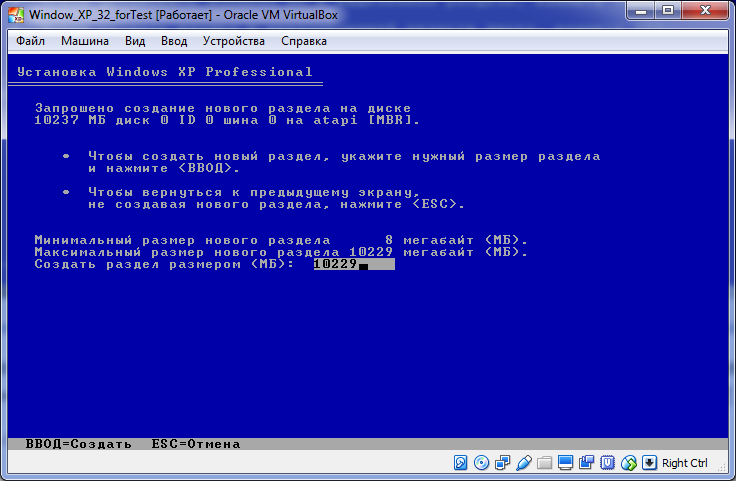 Window_XP_32_forTest [Работает] - Oracle VM VirtualBox
Файл Машина Вид Ввод Устройства Справка
Установка Windows XP Professional
Запрошено создание нового раздела на диске
10237 МБ диск 0 ID 0 шина 0 на atapi [MBR].
• Чтобы создать новый раздел, укажите нужный размер раздела
и нажмите <ВВОД>.
• Чтобы вернуться к предыдущему экрану,
не создавая нового раздела, нажмите <ESC>.
Минимальный размер нового раздела 8 мегабайт (МБ).
Максимальный размер нового раздела 10229 мегабайт (МБ).
Создать раздел размером (МБ): 10229
ВВОД=Создать ESC=Отмена
Right Ctrl